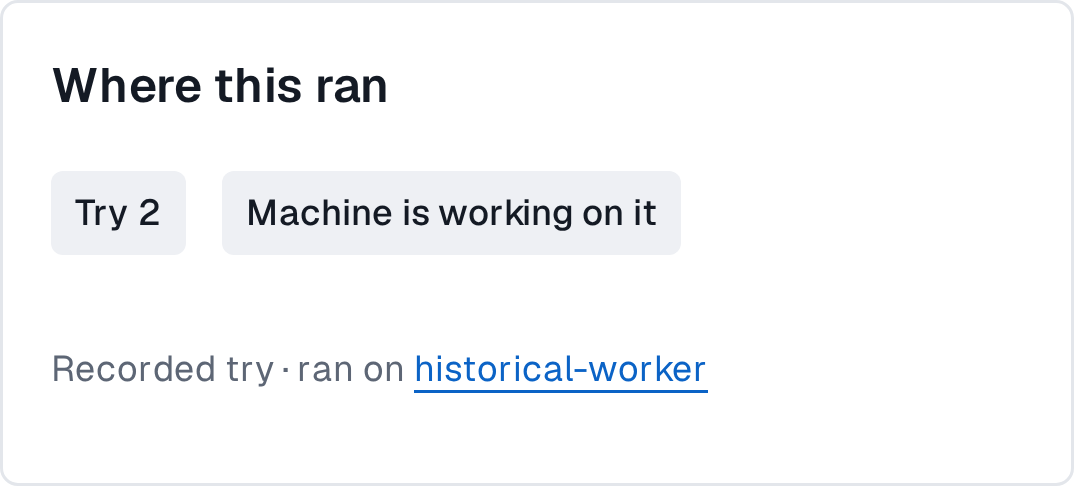 Where this ran
Try 2 Machine is working on it
Recorded try · ran on historical-worker